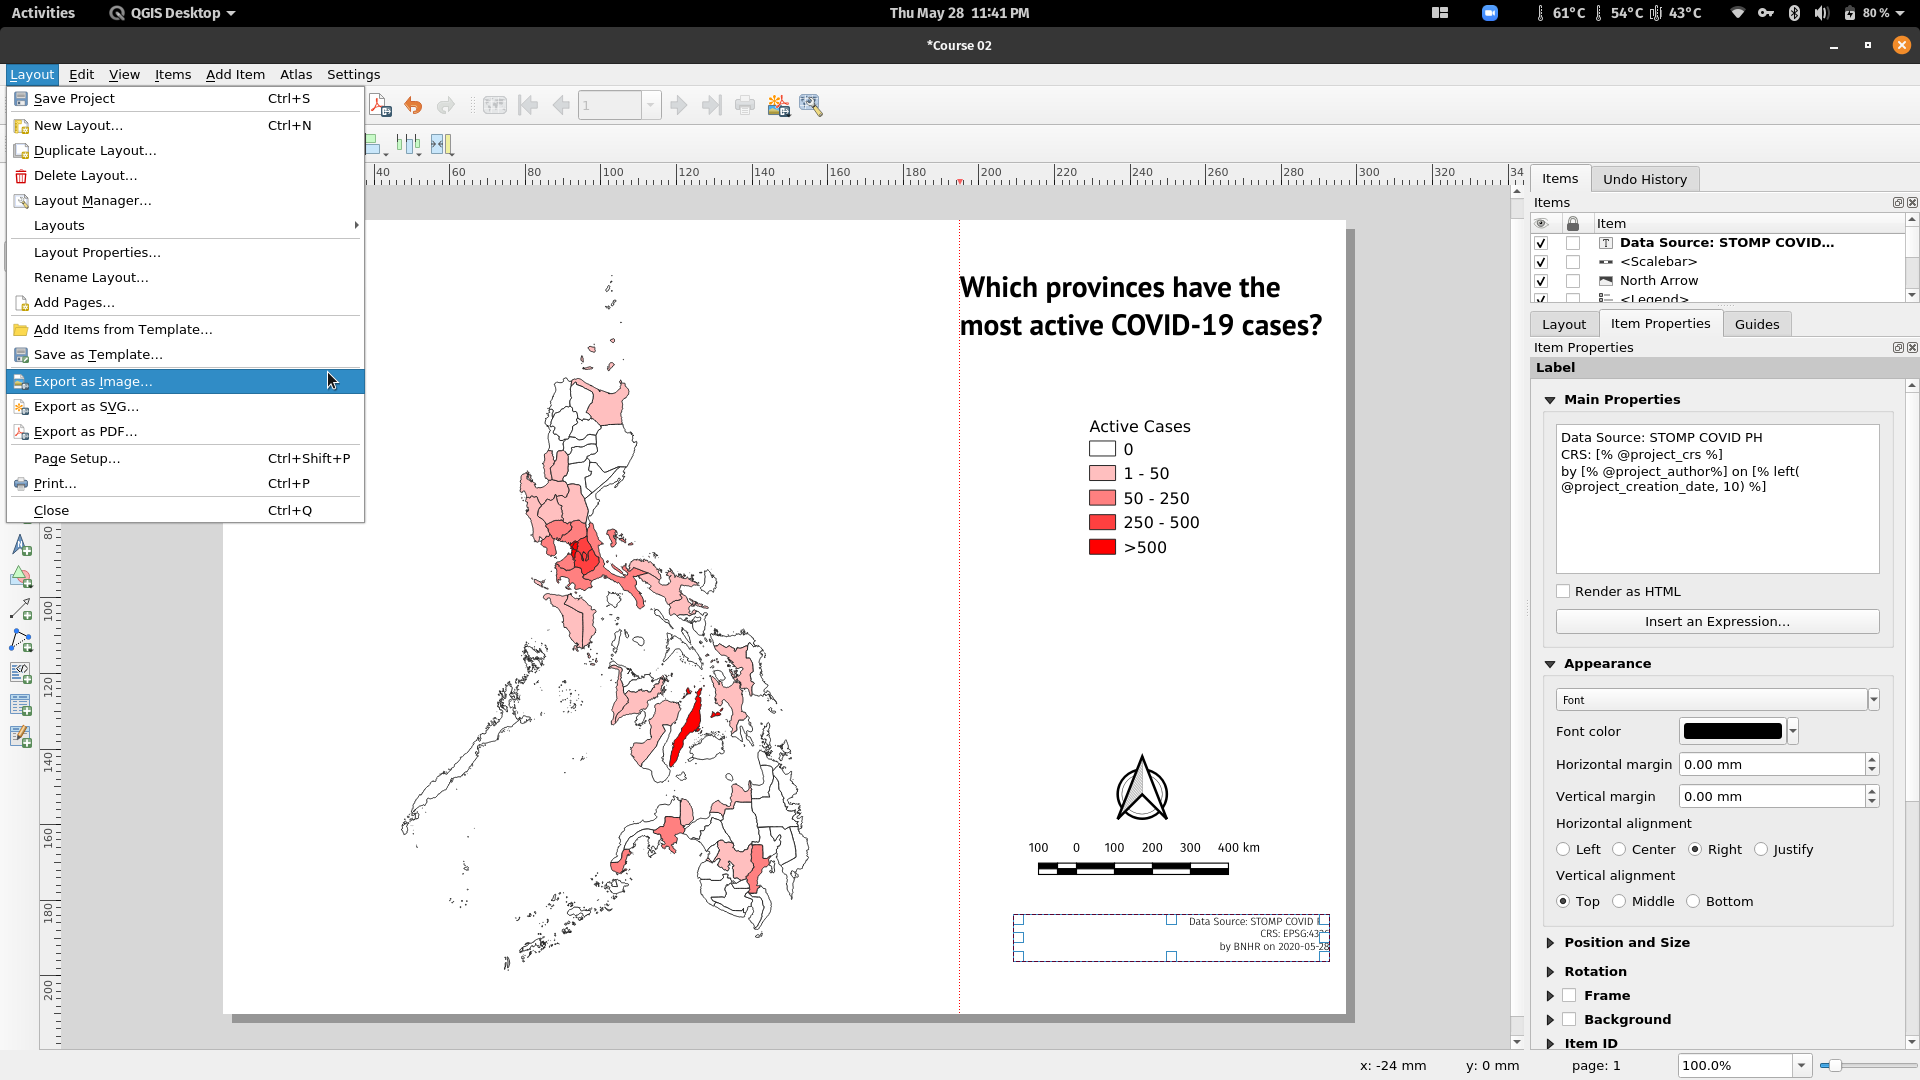 Activities
QGIS Desktop
Thu May 28 11:41 PM
61°C
54°C
43°C
80 %
*Course 02
Layout Edit View Items Add Item Atlas Settings
Save Project Ctrl+S
New Layout... Ctrl+N
Duplicate Layout...
Delete Layout...
Layout Manager...
Layouts
Layout Properties...
Rename Layout...
Add Pages...
Add Items from Template...
Save as Template...
Export as Image...
Export as SVG...
Export as PDF...
Page Setup... Ctrl+Shift+P
Print... Ctrl+P
Close Ctrl+Q
1
40 60 80 100 120 140 160 180 200 220 240 260 280 300 320 34
80
100
120
140
160
180
200
Which provinces have the
most active COVID-19 cases?
Active Cases
0
1 - 50
50 - 250
250 - 500
>500
100 0 100 200 300 400 km
Data Source: STOMP COVID
CRS:
by BNHR on 2020-05-28
Items Undo History
Items
Item
Data Source: STOMP COVID...
<Scalebar>
North Arrow
<Legend>
Layout Item Properties Guides
Item Properties
Label
Main Properties
Data Source: STOMP COVID PH
CRS: [% @project_crs %]
by [% @project_author%] on [% left(
@project_creation_date, 10) %]
Render as HTML
Insert an Expression...
Appearance
Font
Font color
Horizontal margin 0.00 mm
Vertical margin 0.00 mm
Horizontal alignment
Left Center Right Justify
Vertical alignment
Top Middle Bottom
Position and Size
Rotation
Frame
Background
Item ID
x: -24 mm y: 0 mm page: 1 100.0%